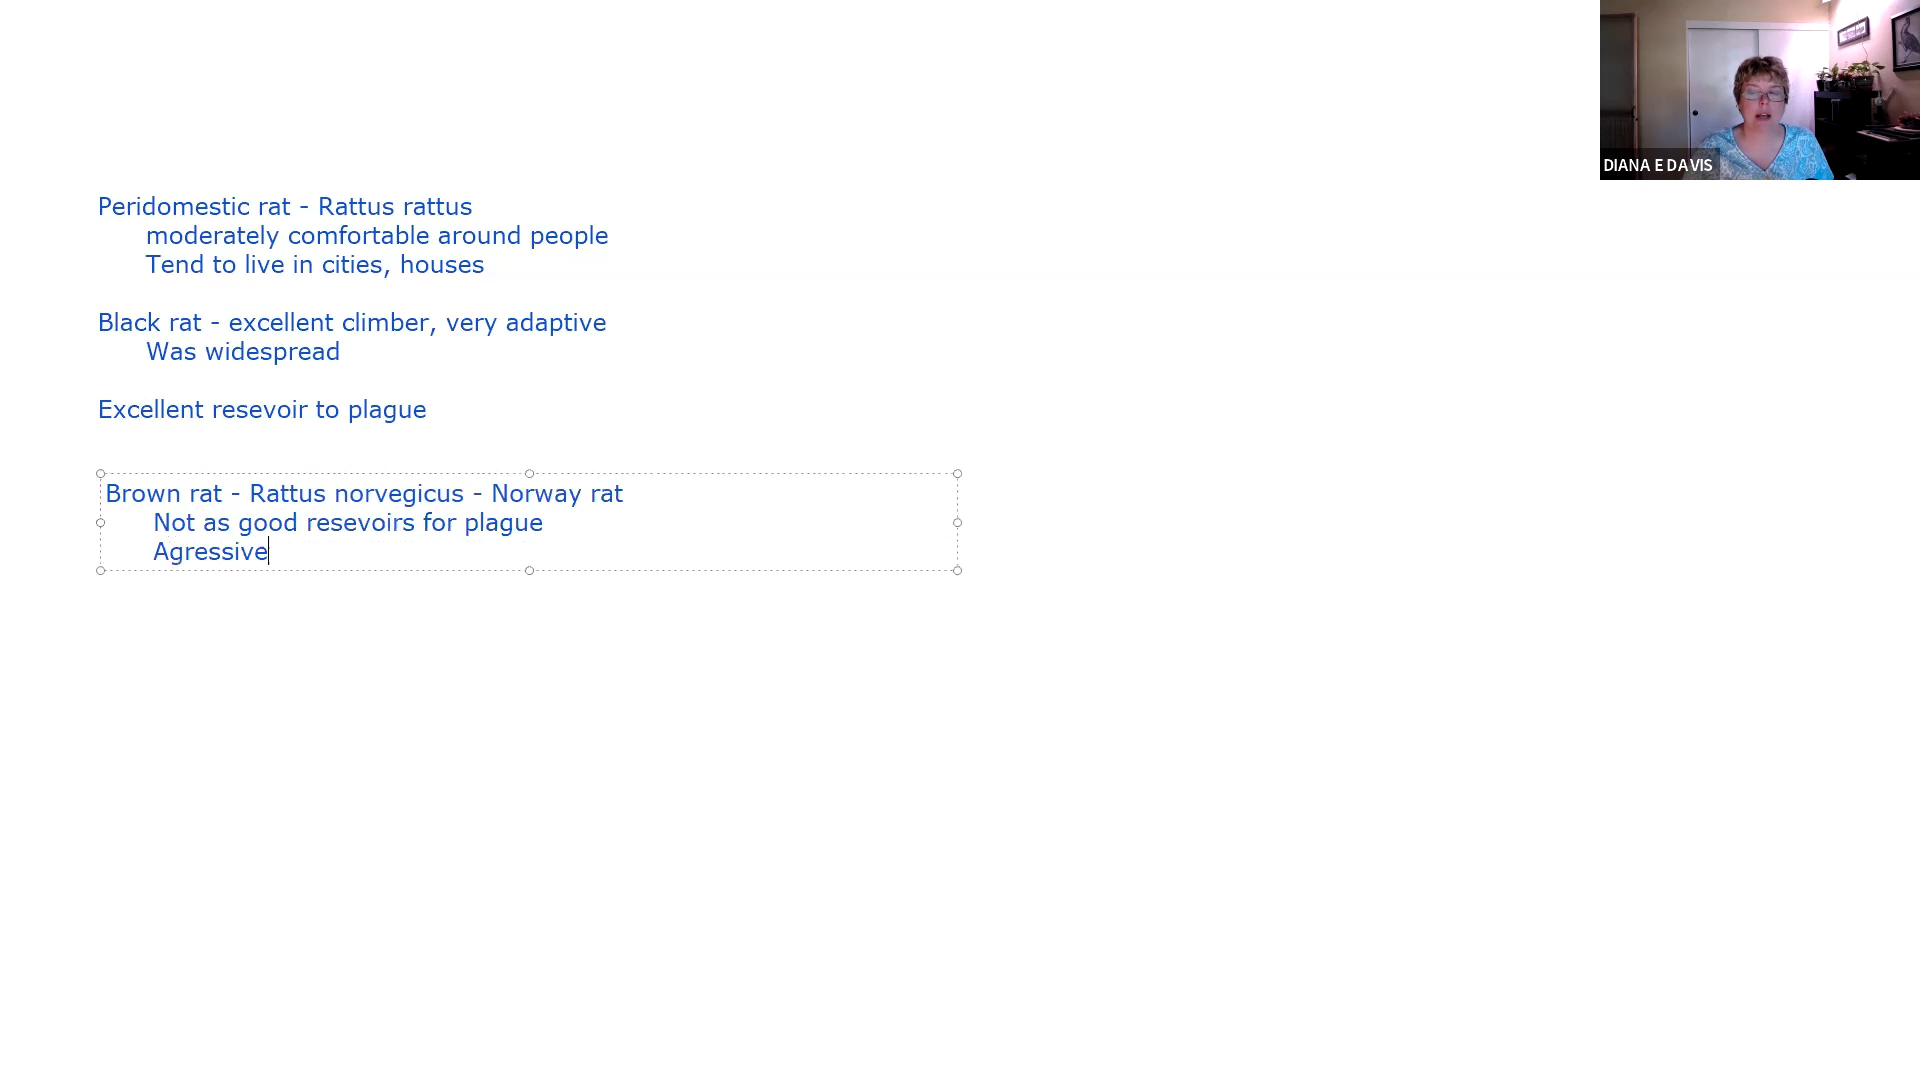 DIANA E DAVIS
Peridomestic rat - Rattus rattus
moderately comfortable around people
Tend to live in cities, houses
Black rat - excellent climber, very adaptive
Was widespread
Excellent resevoir to plague
Brown rat - Rattus norvegicus - Norway rat
Not as good resevoirs for plague
Agressive